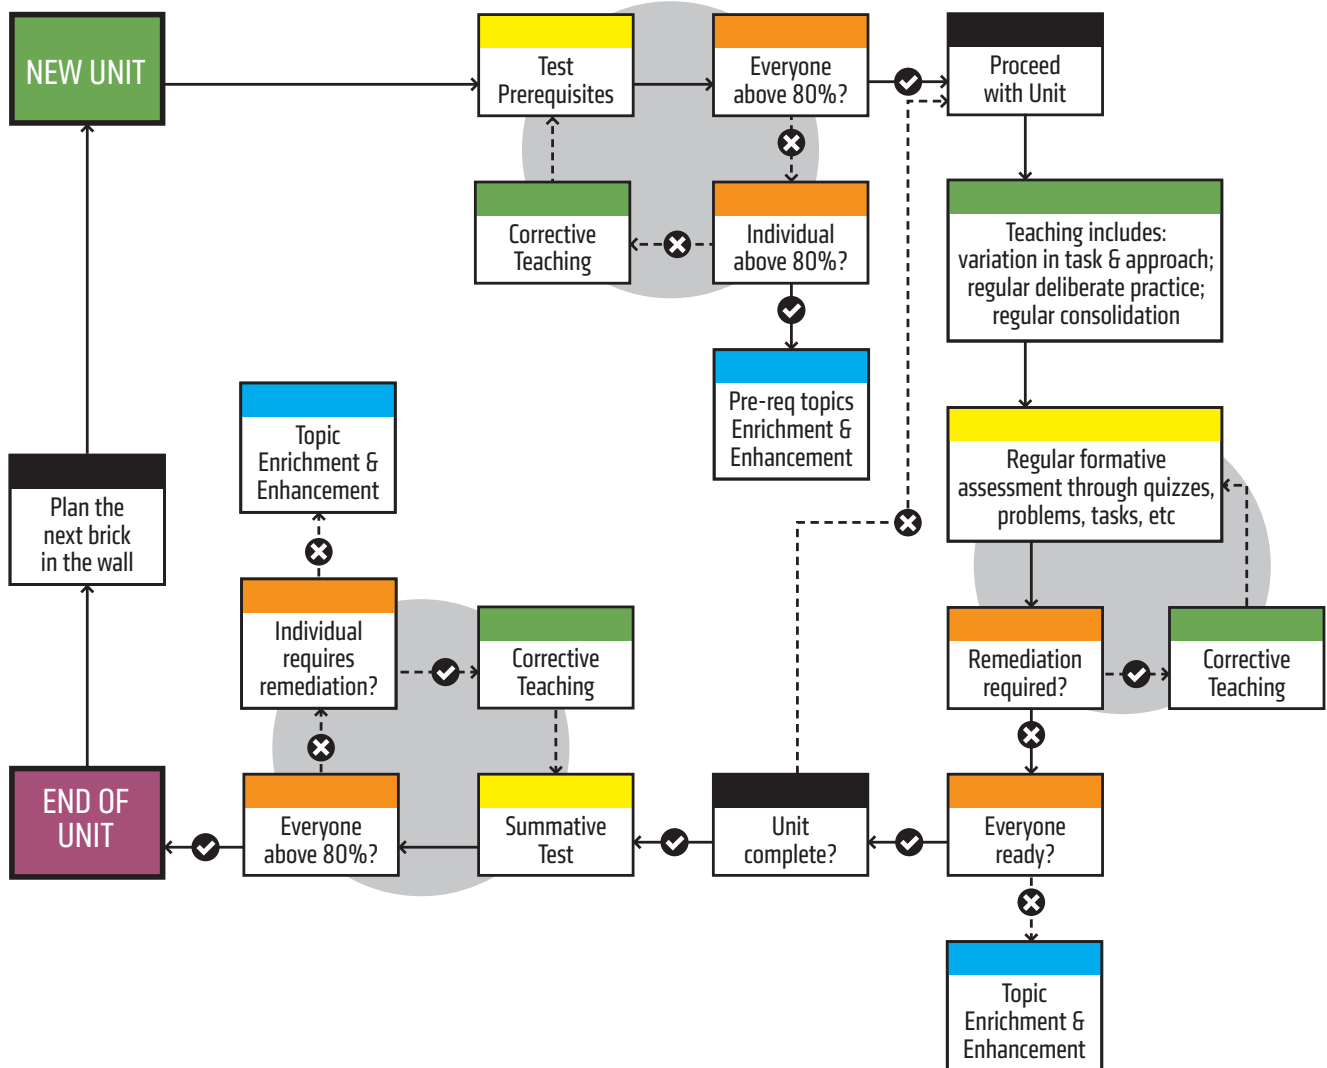 NEW UNIT
Test
Prerequisites
Everyone
above 80%?
Proceed
with Unit
Corrective
Teaching
Individual
above 80%?
Teaching includes:
variation in task & approach;
regular deliberate practice;
regular consolidation
Pre-req topics
Enrichment &
Enhancement
Topic
Enrichment &
Enhancement
Regular formative
assessment through quizzes,
problems, tasks, etc
Plan the
next brick
in the wall
Individual
requires
remediation?
Corrective
Teaching
Remediation
required?
Corrective
Teaching
END OF
UNIT
Everyone
above 80%?
Summative
Test
Unit
complete?
Everyone
ready?
Topic
Enrichment &
Enhancement